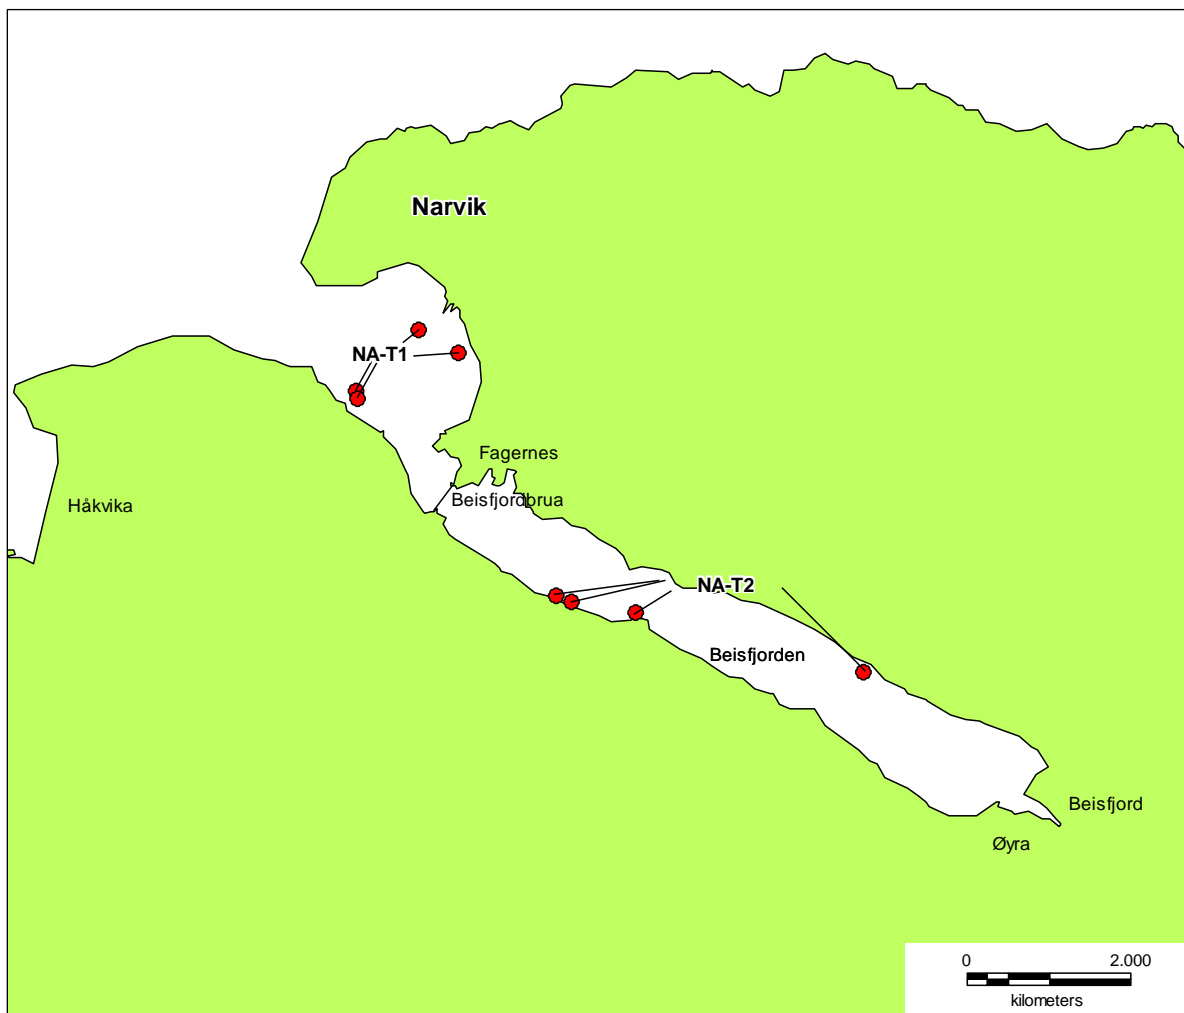 Narvik
NA-T1
Fagernes
Beisfjordbrua
Håkvika
NA-T2
Beisfjorden
Beisfjord
Øyra
0 2.000
kilometers